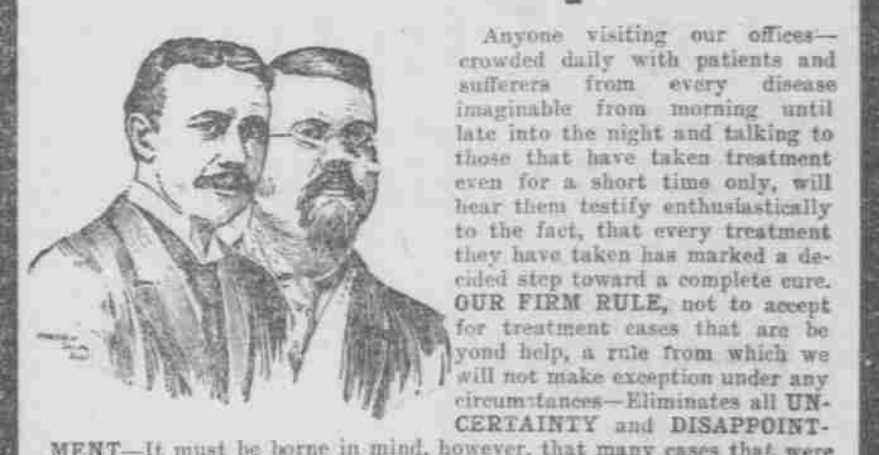 Anyone visiting our offices—
crowded daily with patients and
sufferers from every disease
imaginable from morning until
late into the night and talking to
those that have taken treatment
even for a short time only, will
hear them testify enthusiastically
to the fact, that every treatment
they have taken has marked a de-
cided step toward a complete cure.
OUR FIRM RULE, not to accept
for treatment cases that are be
yond help, a rule from which we
will not make exception under any
circumstances—Eliminates all UN-
CERTAINTY and DISAPPOINT-
MENT—It must be borne in mind, however, that many cases that were